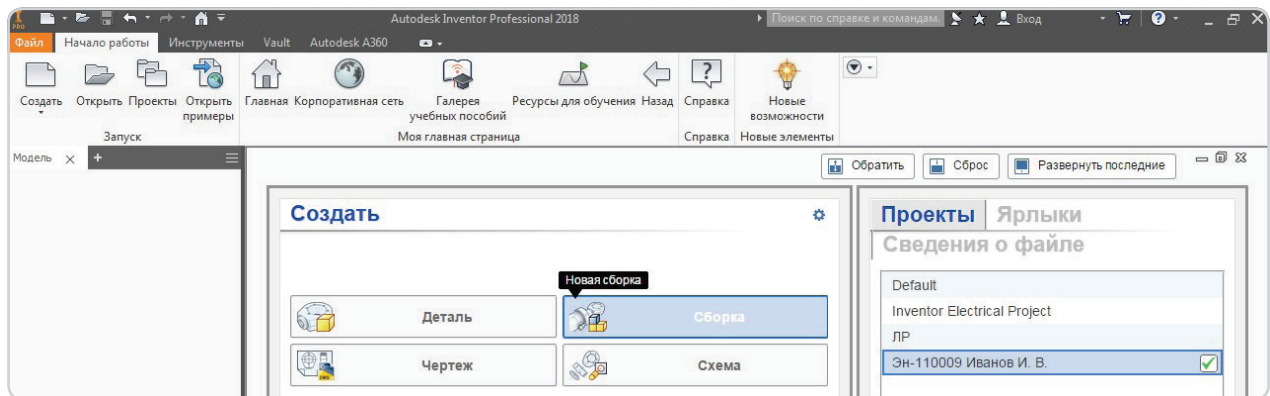 PRO
Autodesk Inventor Professional 2018
Поиск по справке и командам.
Вход
Файл Начало работы Инструменты Vault Autodesk A360
Создать Открыть Проекты Открыть примеры
Запуск
Главная Корпоративная сеть Галерея учебных пособий Ресурсы для обучения Назад
Моя главная страница
Справка
Справка
Новые возможности
Новые элементы
Модель
Обратить Сброс Развернуть последние
Создать
Новая сборка
Деталь Сборка
Чертеж Схема
Проекты Ярлыки
Сведения о файле
Default
Inventor Electrical Project
ЛР
Эн-110009 Иванов И. В.